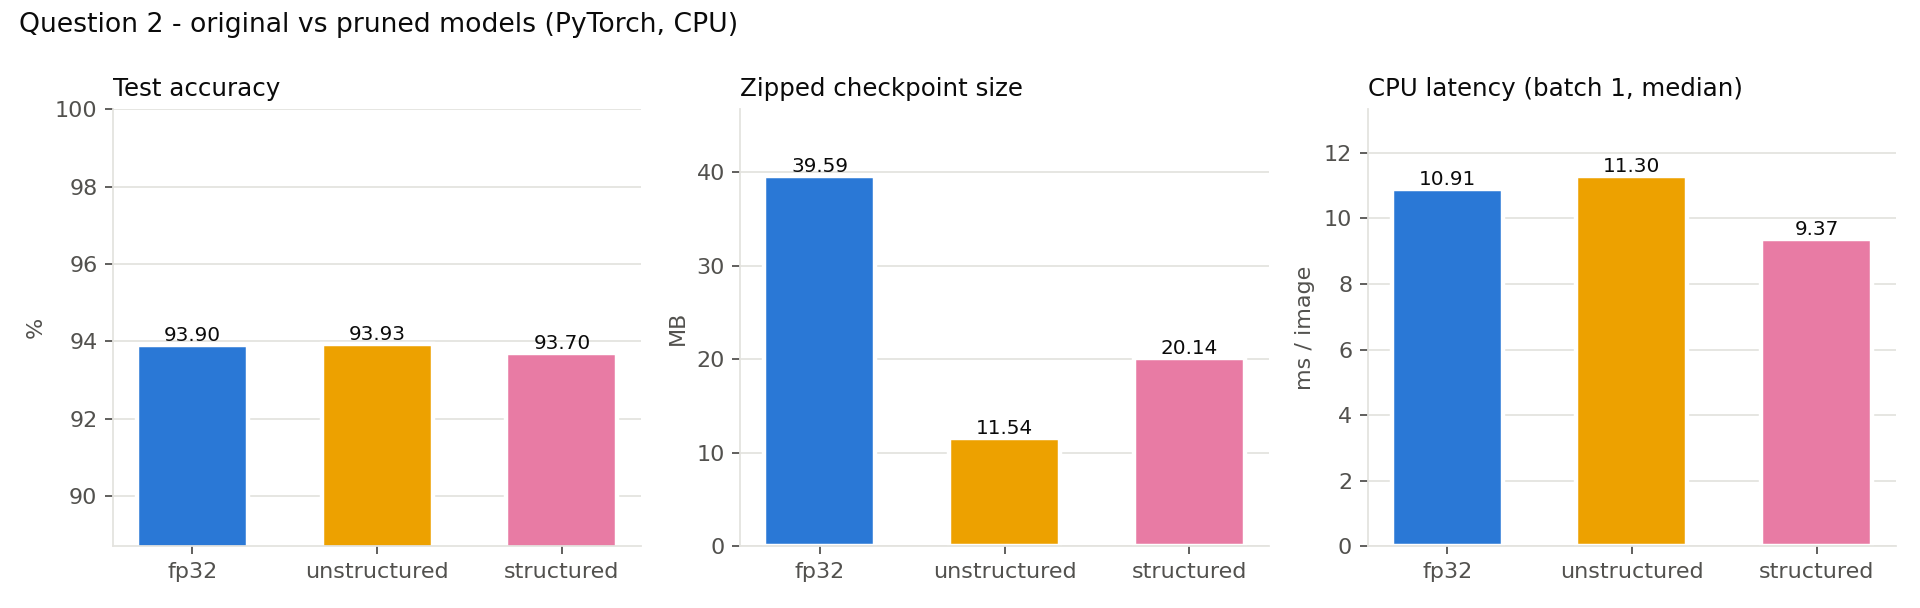 Question 2 - original vs pruned models (PyTorch, CPU)
Test accuracy
100
98
96
94
92
90
%
93.90
93.93
93.70
fp32
unstructured
structured
Zipped checkpoint size
40
30
20
10
0
MB
39.59
11.54
20.14
fp32
unstructured
structured
CPU latency (batch 1, median)
12
10
8
6
4
2
0
ms / image
10.91
11.30
9.37
fp32
unstructured
structured